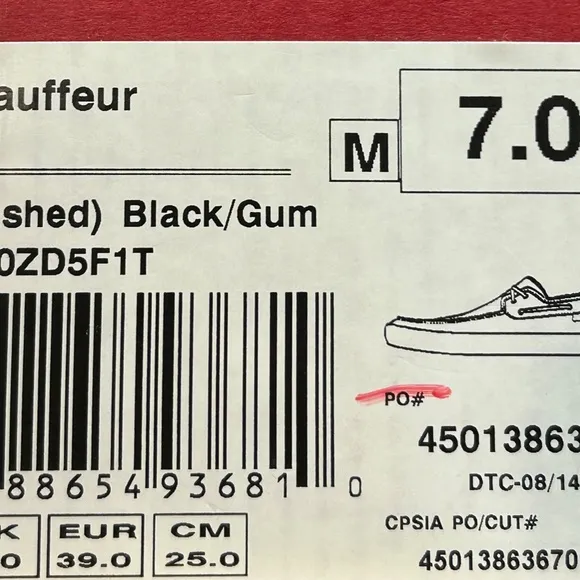 auffeur
M 7.0
shed) Black/Gum
0ZD5F1T
PO#
45013863
DTC-08/14
88654 93681 0
CPSIA PO/CUT#
45013863670
K EUR CM
0 39.0 25.0